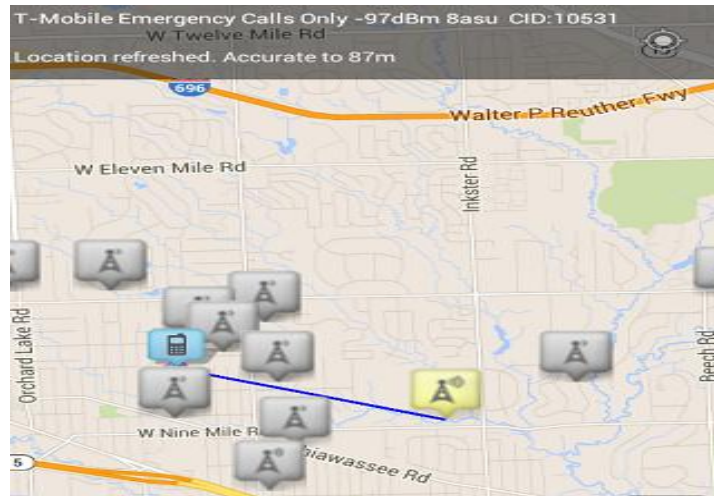 T-Mobile Emergency Calls Only -97dBm 8asu CID:10531
W Twelve Mile Rd
Location refreshed. Accurate to 87m
696
Walter P Reuther Fwy
W Eleven Mile Rd
Inkster Rd
Orchard Lake Rd
Beech Rd
W Nine Mile R
hiawassee Rd
5